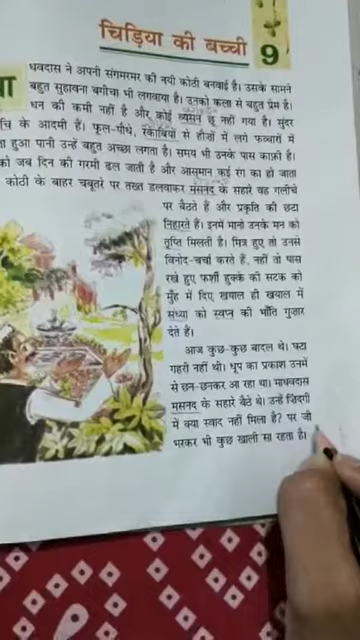 चिड़िया की बच्ची
9
धवदास ने अपनी संगमरमर की नयी कोठी बनवाई है। उसके सामने
बहुत सुहावना बगीचा भी लगवाया है। उनको कला से बहुत प्रेम है।
धन की कमी नहीं है और कोई व्यसन छू नहीं गया है। सुंदर
चि के आदमी हैं। फूल-पौधे, रकाबियों से हौज़ों में लगे फव्वारों में
ता हुआ पानी उन्हें बहुत अच्छा लगता है। समय भी उनके पास काफ़ी है।
को जब दिन की गरमी ढल जाती है और आसमान कई रंग का हो जाता
कोठी के बाहर चबूतरे पर तख्त डलवाकर मसनद के सहारे वह गलीचे
पर बैठते हैं और प्रकृति की छटा
निहारते हैं। इनमें मानो उनके मन को
तृप्ति मिलती है। मित्र हुए तो उनसे
विनोद-चर्चा करते हैं, नहीं तो पास
रखे हुए फर्शी हुक्के की सटक को
मुँह में दिए खयाल ही खयाल में
संध्या को स्वप्न की भाँति गुज़ार
देते हैं।
आज कुछ-कुछ बादल थे। घटा
गहरी नहीं थी। धूप का प्रकाश उनमें
से छन-छनकर आ रहा था। माधवदास
मसनद के सहारे बैठे थे। उन्हें ज़िंदगी
में क्या स्वाद नहीं मिला है? पर जी
भरकर भी कुछ खाली सा रहता है।